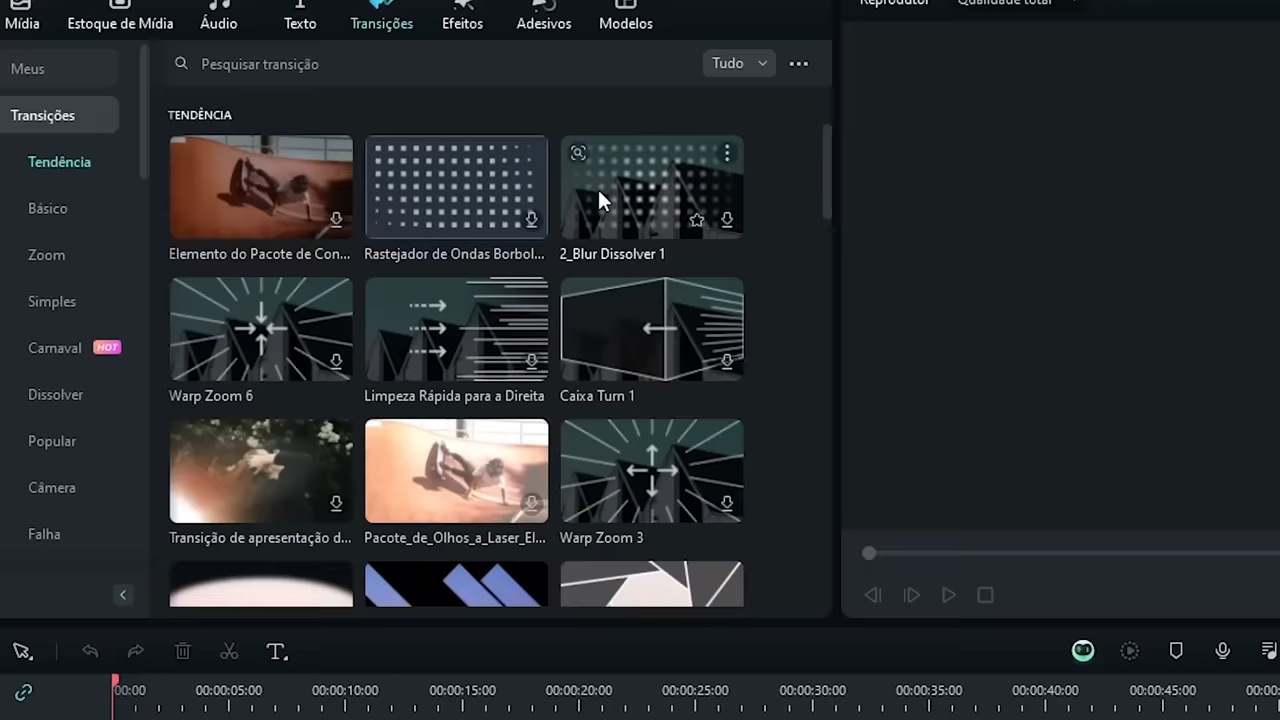 Mídia
Estoque de Mídia
Áudio
Texto
Transições
Efeitos
Adesivos
Modelos
Reprodutor
Qualidade total
Meus
Pesquisar transição
Tudo
Transições
TENDÊNCIA
Tendência
Básico
Elemento do Pacote de Con...
Rastejador de Ondas Borbol...
2_Blur Dissolver 1
Zoom
Simples
Carnaval HOT
Dissolver
Warp Zoom 6
Limpeza Rápida para a Direita
Caixa Turn 1
Popular
Câmera
Falha
Transição de apresentação d...
Pacote_de_Olhos_a_Laser_El...
Warp Zoom 3
00:00
00:00:05:00
00:00:10:00
00:00:15:00
00:00:20:00
00:00:25:00
00:00:30:00
00:00:35:00
00:00:40:00
00:00:45:00
00:00: